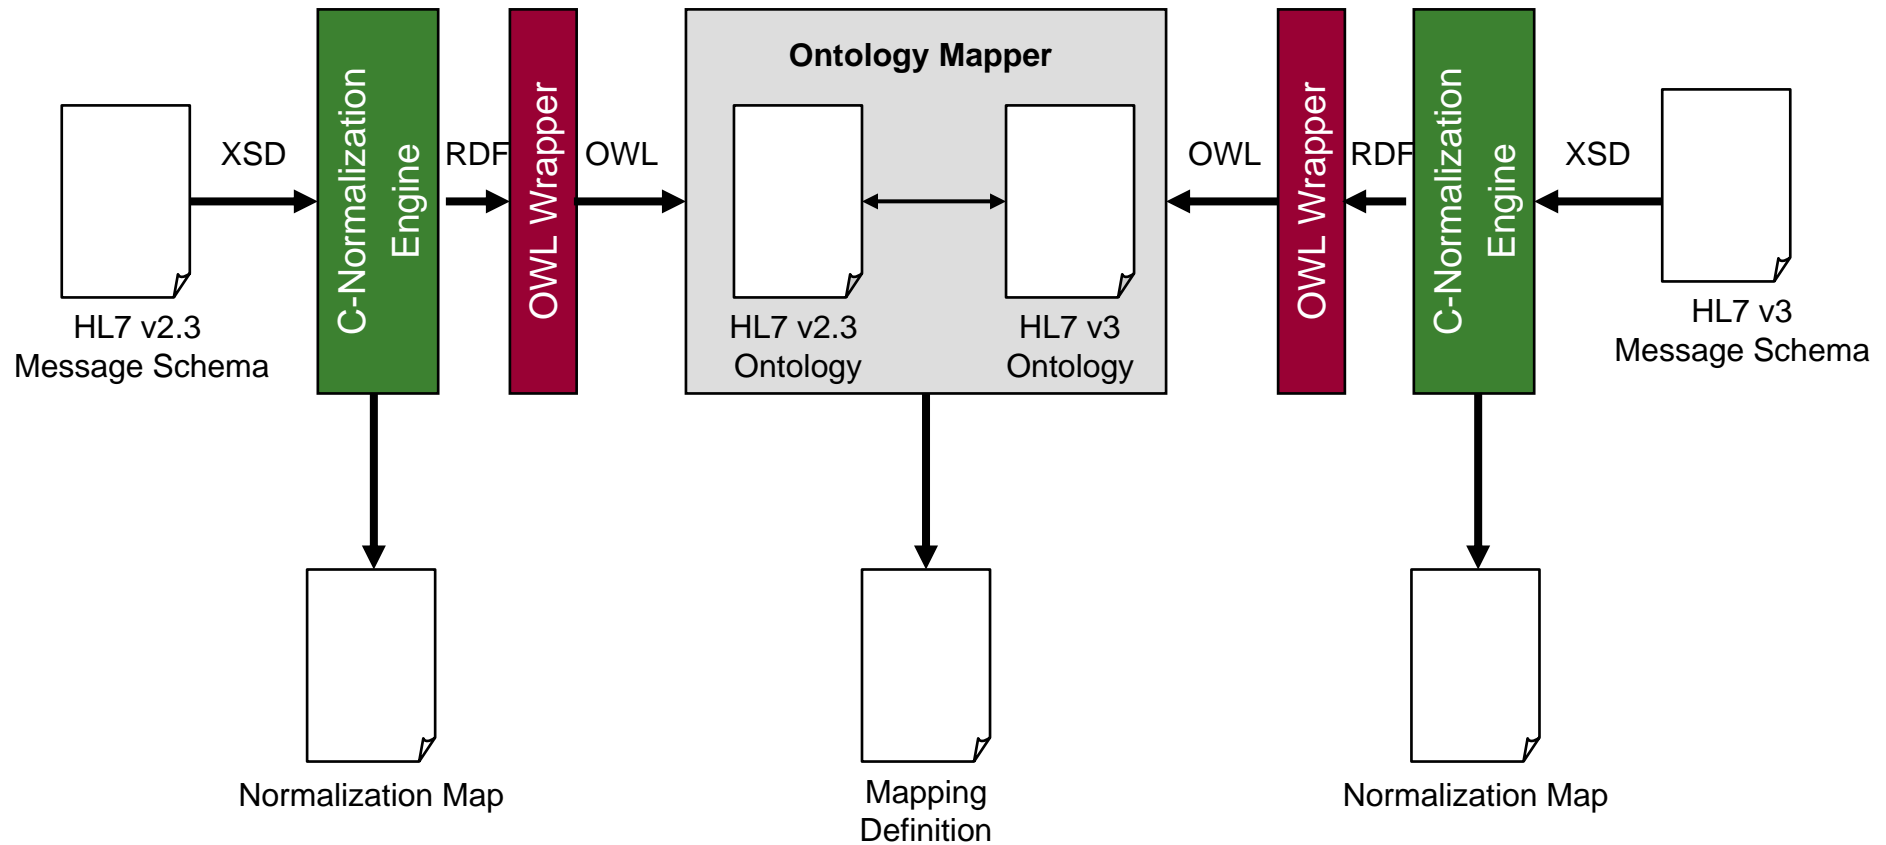 Ontology Mapper
XSD
C-Normalization
Engine
RDF
OWL Wrapper
OWL
OWL
OWL Wrapper
RDF
C-Normalization
Engine
XSD
HL7 v2.3
Message Schema
HL7 v2.3
Ontology
HL7 v3
Ontology
HL7 v3
Message Schema
Normalization Map
Mapping
Definition
Normalization Map